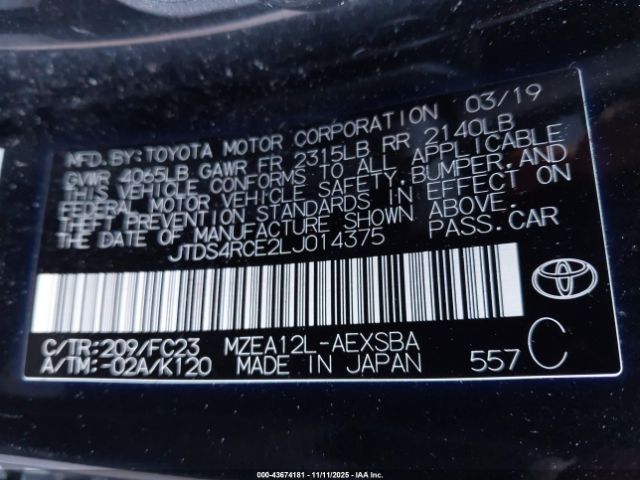 03/19
MFD.BY:TOYOTA MOTOR CORPORATION
GVWR 4065LB GAWR FR 2315LB RR 2140LB
THIS VEHICLE CONFORMS TO ALL APPLICABLE
FEDERAL MOTOR VEHICLE SAFETY, BUMPER, AND
THEFT PREVENTION STANDARDS IN EFFECT ON
THE DATE OF MANUFACTURE SHOWN ABOVE.
JTDS4RCE2LJ014375 PASS.CAR
C/TR:209/FC23 MZEA12L-AEXSBA
A/TM:-02A/K120 MADE IN JAPAN 557 C
000-43674181 - 11/11/2025 - IAAI.COM